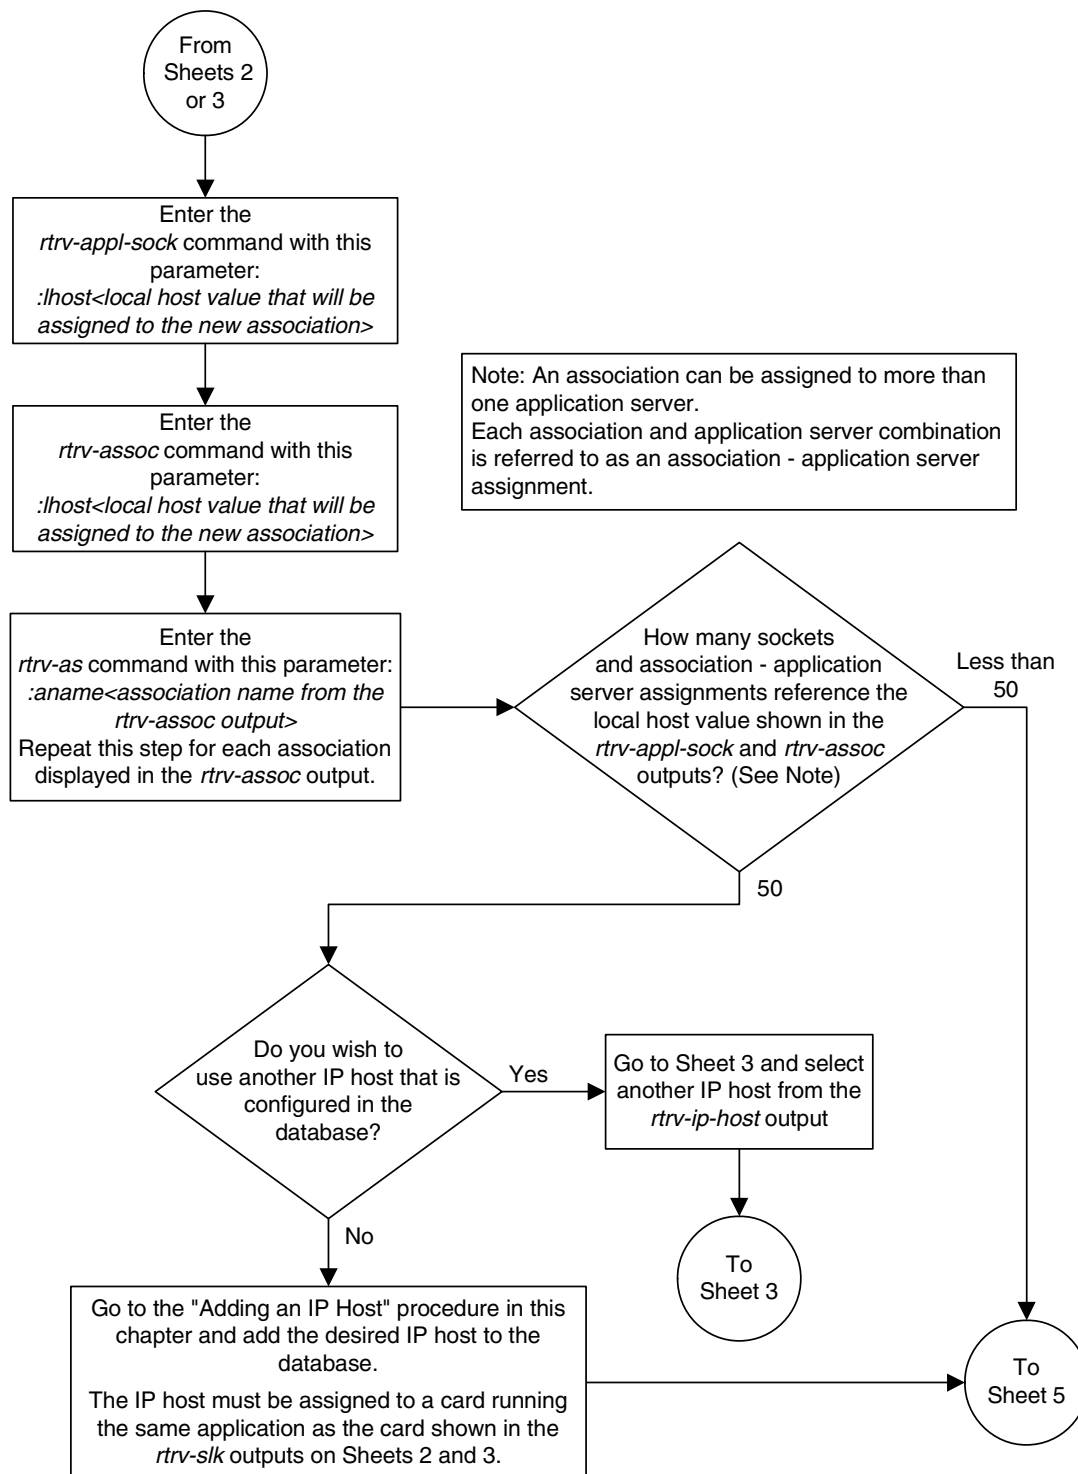 From
Sheets 2
or 3
Enter the
rtrv-appl-sock command with this
parameter:
:lhost<local host value that will be
assigned to the new association>
Enter the
rtrv-assoc command with this
parameter:
:lhost<local host value that will be
assigned to the new association>
Note: An association can be assigned to more than
one application server.
Each association and application server combination
is referred to as an association - application server
assignment.
Enter the
rtrv-as command with this parameter:
:aname<association name from the
rtrv-assoc output>
Repeat this step for each association
displayed in the rtrv-assoc output.
How many sockets
and association - application
server assignments reference the
local host value shown in the
rtrv-appl-sock and rtrv-assoc
outputs? (See Note)
Less than
50
50
Do you wish to
use another IP host that is
configured in the
database?
Yes
Go to Sheet 3 and select
another IP host from the
rtrv-ip-host output
No
To
Sheet 3
Go to the "Adding an IP Host" procedure in this
chapter and add the desired IP host to the
database.
The IP host must be assigned to a card running
the same application as the card shown in the
rtrv-slk outputs on Sheets 2 and 3.
To
Sheet 5